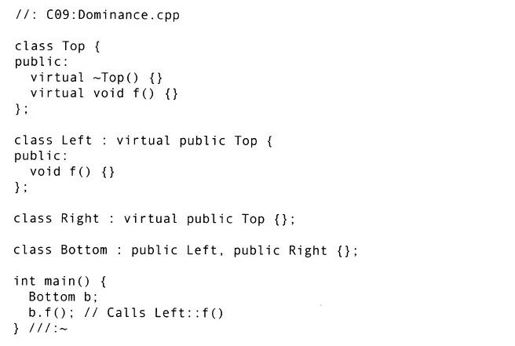 //: C09:Dominance.cpp
class Top {
public:
  virtual ~Top() {}
  virtual void f() {}
};
class Left : virtual public Top {
public:
  void f() {}
};
class Right : virtual public Top {};
class Bottom : public Left, public Right {};
int main() {
  Bottom b;
  b.f(); // Calls Left::f()
} ///:~